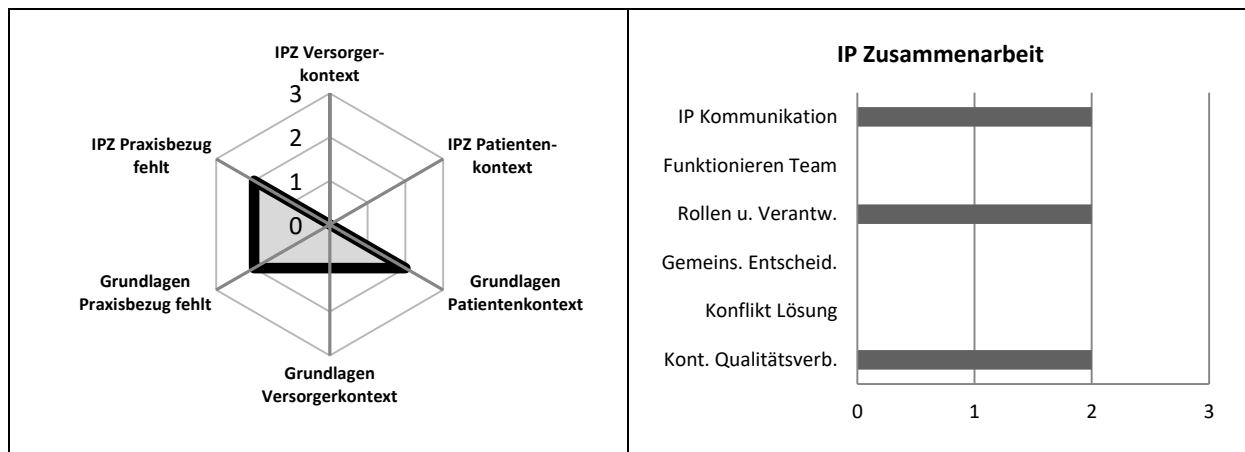 IPZ Versorger-
kontext
3
2
1
0
IPZ Praxisbezug
fehlt
IPZ Patienten-
kontext
Grundlagen
Praxisbezug fehlt
Grundlagen
Patientenkontext
Grundlagen
Versorgerkontext
IP Zusammenarbeit
IP Kommunikation
Funktionieren Team
Rollen u. Verantw.
Gemeins. Entscheid.
Konflikt Lösung
Kont. Qualitätsverb.
0 1 2 3